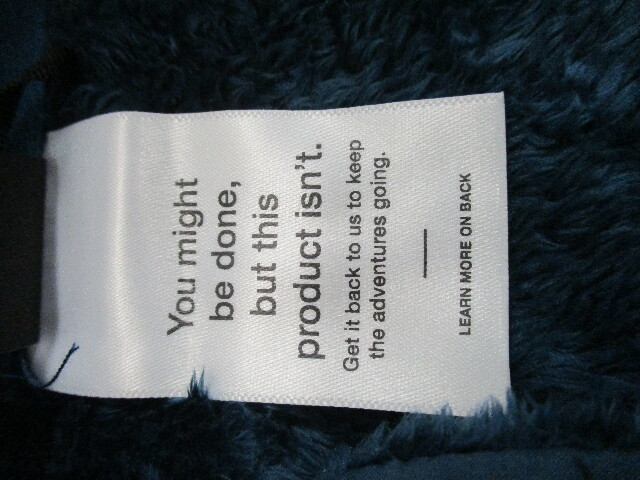 You might
be done,
but this
product isn't.
Get it back to us to keep
the adventures going.
LEARN MORE ON BACK